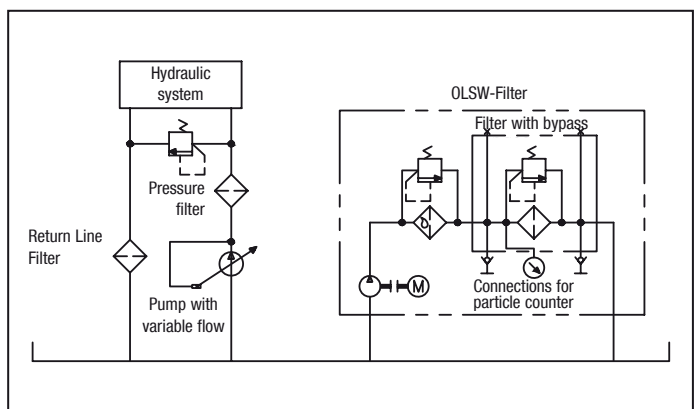 Hydraulic
system
Pressure
filter
Return Line
Filter
Pump with
variable flow
OLSW-Filter
Filter with bypass
M
Connections for
particle counter